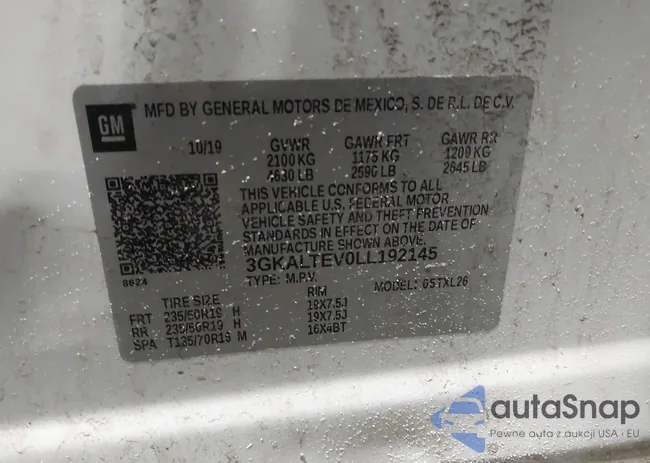 GM
MFD BY GENERAL MOTORS DE MEXICO, S. DE R.L. DE C.V.
10/19 GVWR GAWR FRT GAWR RR
2100 KG 1175 KG 1200 KG
4630 LB 2590 LB 2645 LB
THIS VEHICLE CONFORMS TO ALL
APPLICABLE U.S. FEDERAL MOTOR
VEHICLE SAFETY AND THEFT PREVENTION
STANDARDS IN EFFECT ON THE DATE OF
MANUFACTURE SHOWN ABOVE.
3GKALTEV0LL192145
8624 TYPE: M.P.V. MODEL: 6STXL26
TIRE SIZE RIM
FRT 235/50R19 H 19X7.5J
RR 235/50R19 H 19X7.5J
SPA T135/70R16 M 16X4BT
autaSnap
Pewne auta z aukcji USA i EU